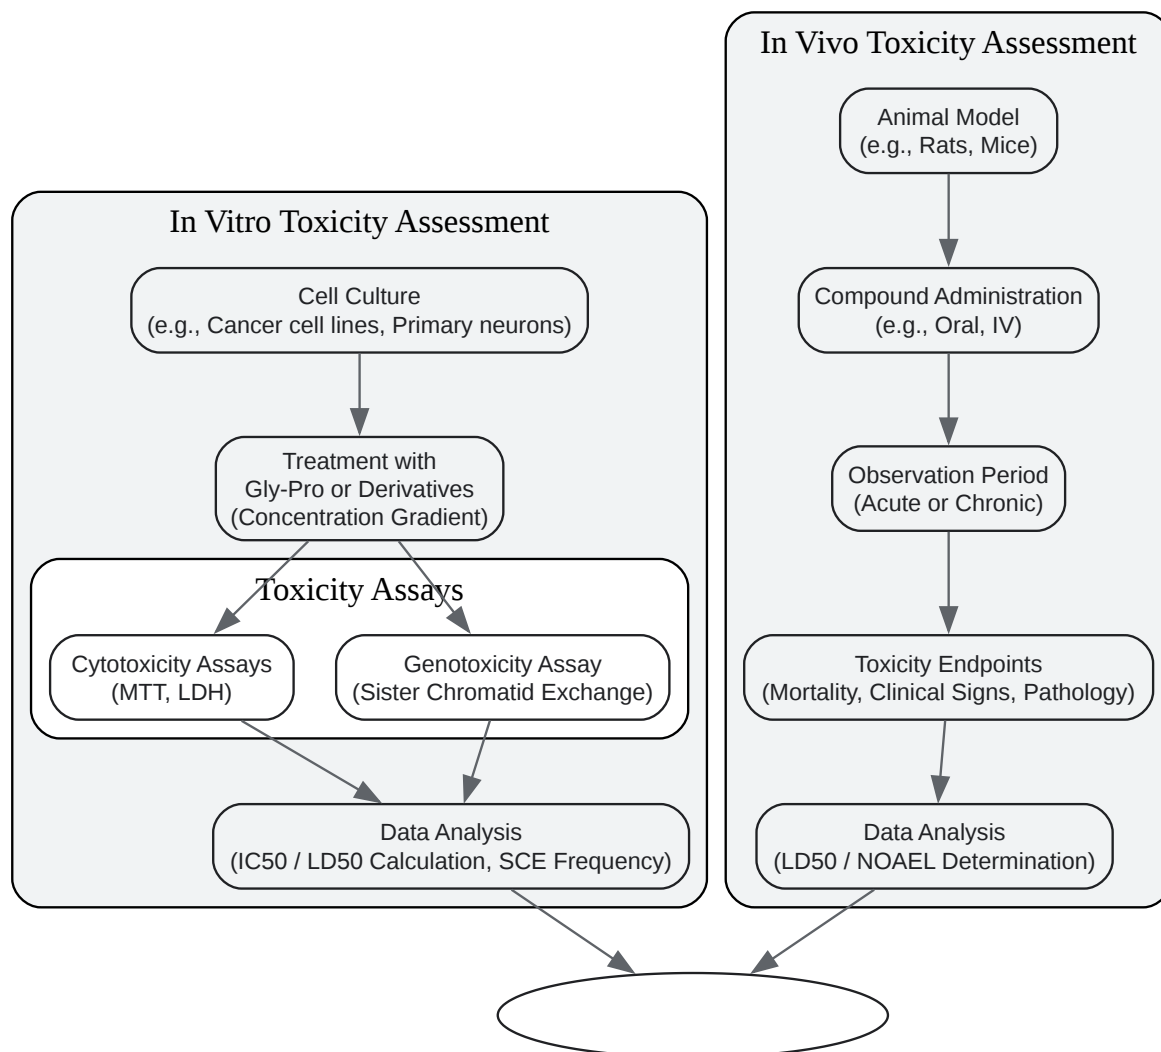 In Vitro Toxicity Assessment
Cell Culture
(e.g., Cancer cell lines, Primary neurons)
Treatment with
Gly-Pro or Derivatives
(Concentration Gradient)
Toxicity Assays
Cytotoxicity Assays
(MTT, LDH)
Genotoxicity Assay
(Sister Chromatid Exchange)
Data Analysis
(IC50 / LD50 Calculation, SCE Frequency)
In Vivo Toxicity Assessment
Animal Model
(e.g., Rats, Mice)
Compound Administration
(e.g., Oral, IV)
Observation Period
(Acute or Chronic)
Toxicity Endpoints
(Mortality, Clinical Signs, Pathology)
Data Analysis
(LD50 / NOAEL Determination)